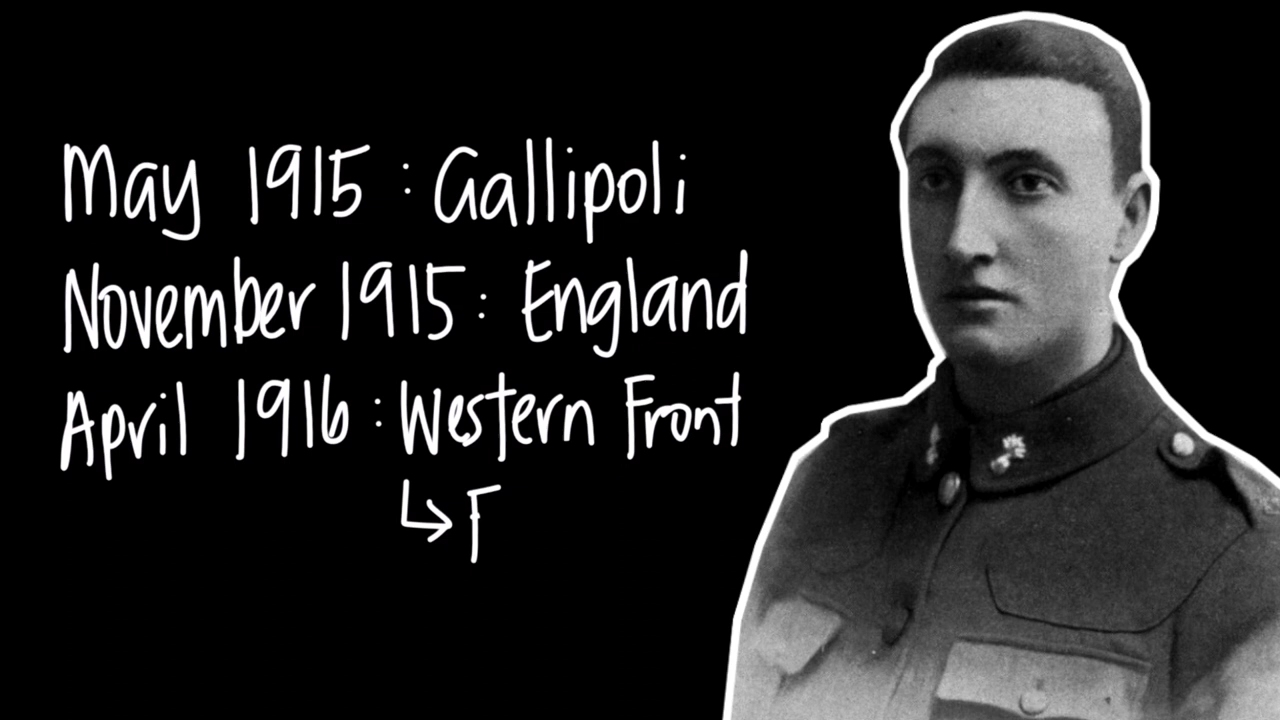 May 1915 : Gallipoli
November 1915 : England
April 1916 : Western Front
↳ F